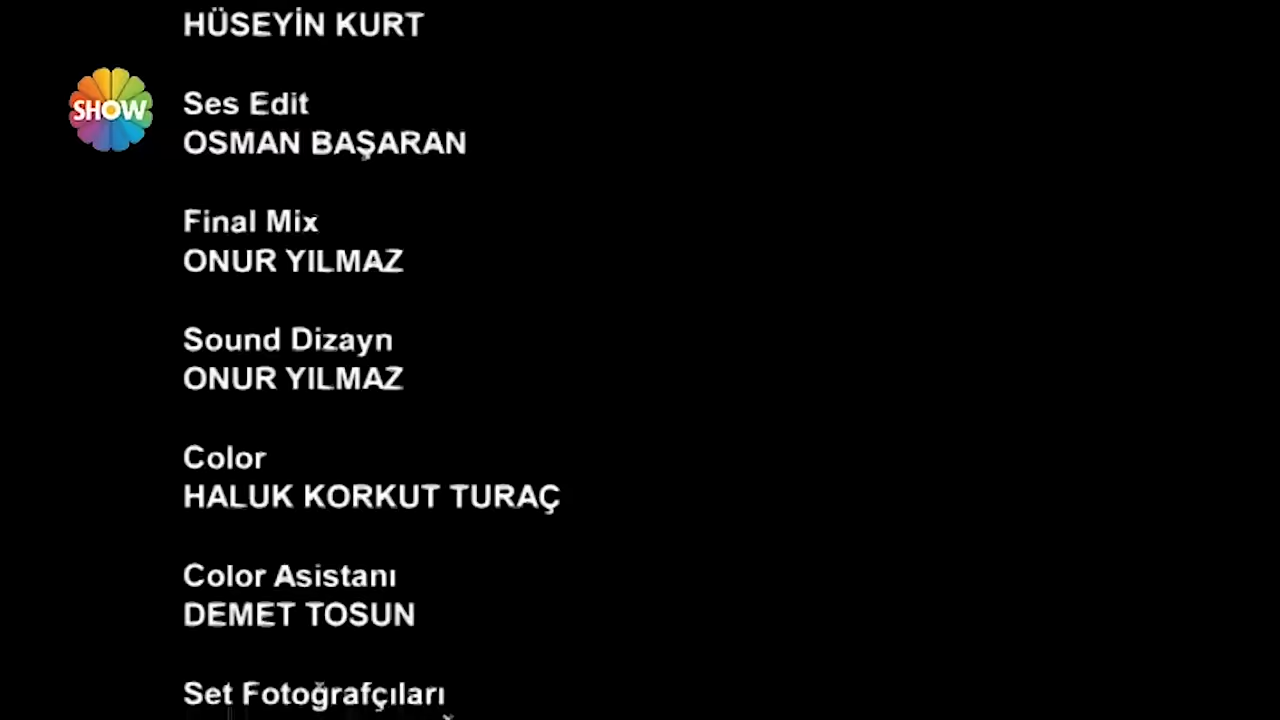 HÜSEYİN KURT
SHOW
Ses Edit
OSMAN BAŞARAN
Final Mix
ONUR YILMAZ
Sound Dizayn
ONUR YILMAZ
Color
HALUK KORKUT TURAÇ
Color Asistanı
DEMET TOSUN
Set Fotoğrafçıları